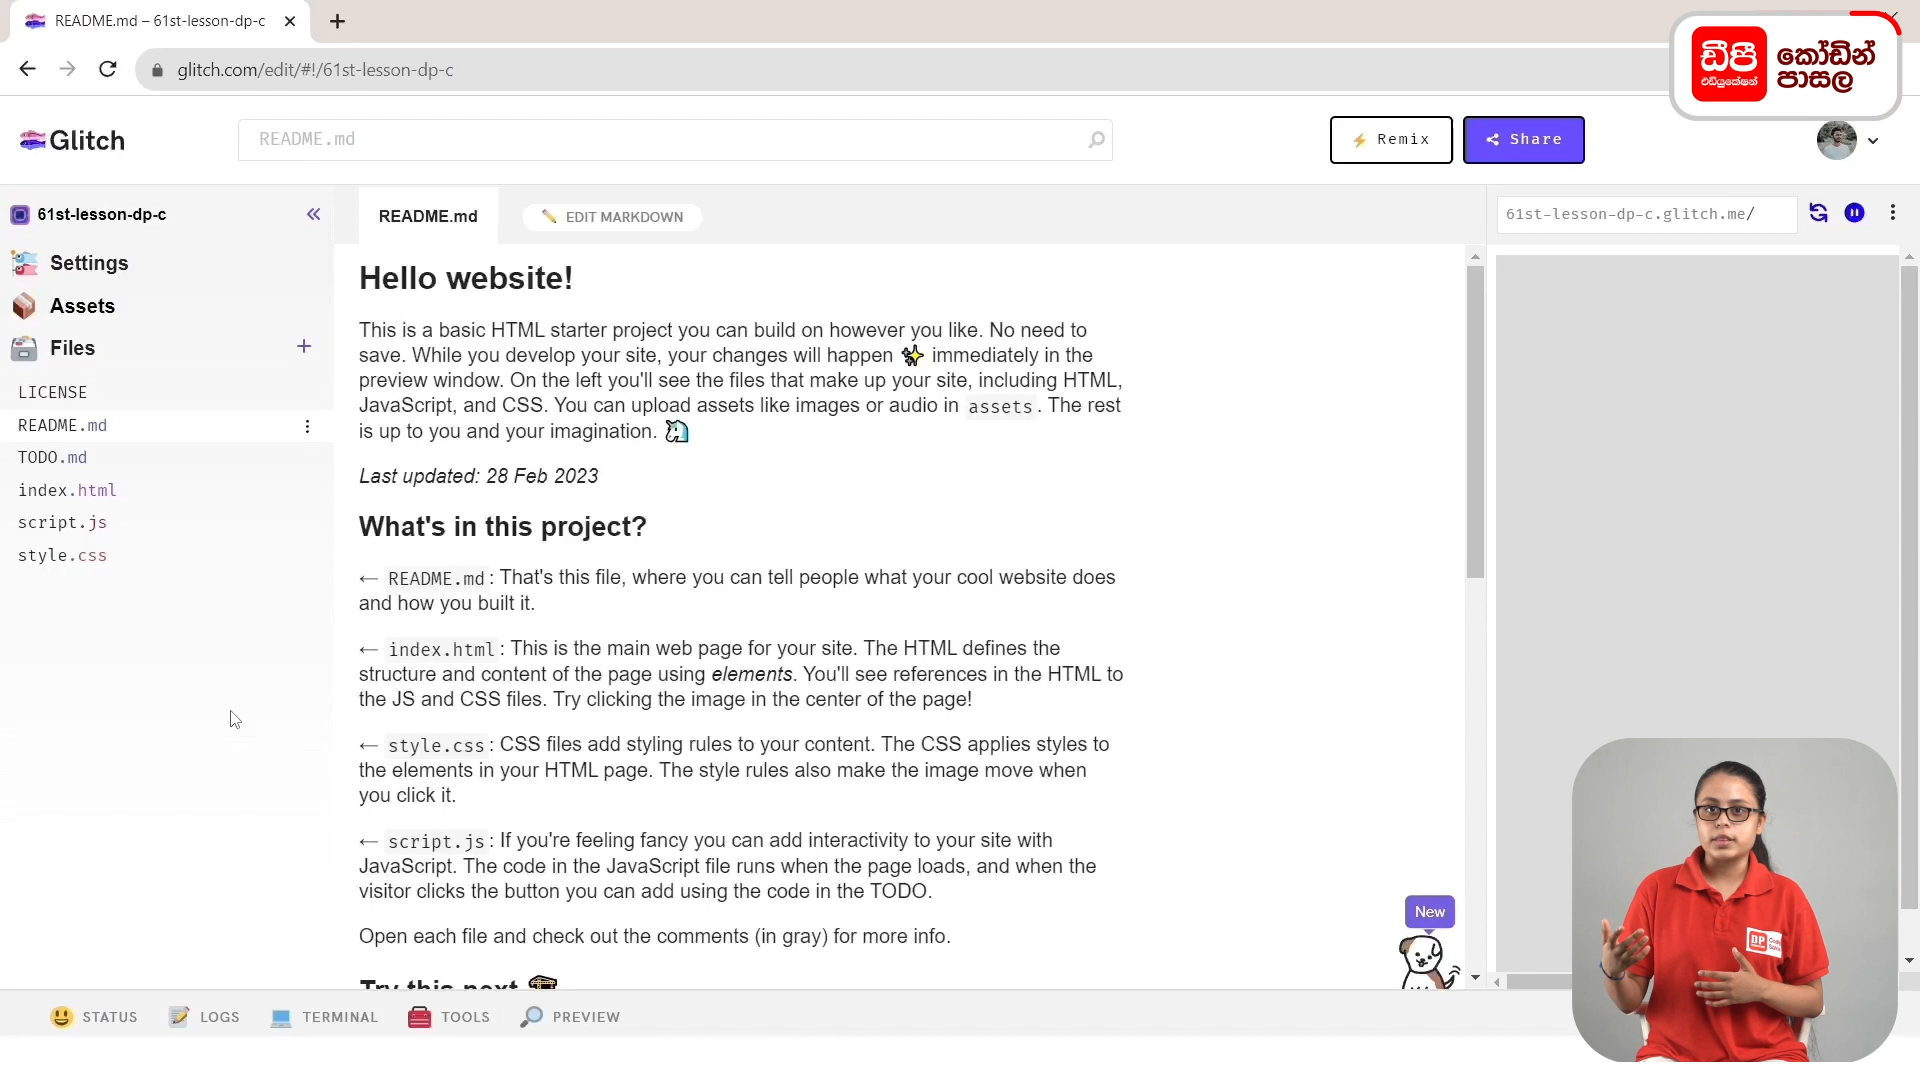 README.md – 61st-lesson-dp-c
glitch.com/edit/#!/61st-lesson-dp-c
ඩීපී
එඩියුකේෂන්
කෝඩින්
පාසල
Glitch
README.md
Remix
Share
61st-lesson-dp-c
README.md
EDIT MARKDOWN
61st-lesson-dp-c.glitch.me/
Settings
Assets
Files
LICENSE
README.md
TODO.md
index.html
script.js
style.css
Hello website!
This is a basic HTML starter project you can build on however you like. No need to
save. While you develop your site, your changes will happen ✨ immediately in the
preview window. On the left you'll see the files that make up your site, including HTML,
JavaScript, and CSS. You can upload assets like images or audio in assets. The rest
is up to you and your imagination. 🦄
Last updated: 28 Feb 2023
What's in this project?
← README.md: That's this file, where you can tell people what your cool website does
and how you built it.
← index.html: This is the main web page for your site. The HTML defines the
structure and content of the page using elements. You'll see references in the HTML to
the JS and CSS files. Try clicking the image in the center of the page!
← style.css: CSS files add styling rules to your content. The CSS applies styles to
the elements in your HTML page. The style rules also make the image move when
you click it.
← script.js: If you're feeling fancy you can add interactivity to your site with
JavaScript. The code in the JavaScript file runs when the page loads, and when the
visitor clicks the button you can add using the code in the TODO.
Open each file and check out the comments (in gray) for more info.
Try this next 🏗
New
DP
STATUS
LOGS
TERMINAL
TOOLS
PREVIEW